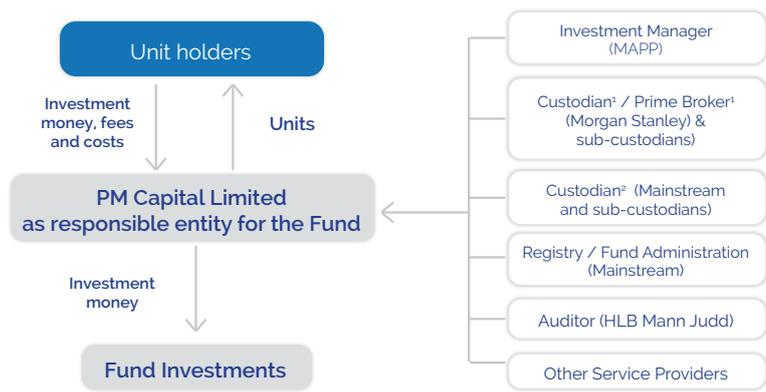 Unit holders
Investment
money, fees
and costs
Units
PM Capital Limited
as responsible entity for the Fund
Investment
money
Fund Investments
Investment Manager
(MAPP)
Custodian¹ / Prime Broker¹
(Morgan Stanley) &
sub-custodians)
Custodian² (Mainstream
and sub-custodians)
Registry / Fund Administration
(Mainstream)
Auditor (HLB Mann Judd)
Other Service Providers